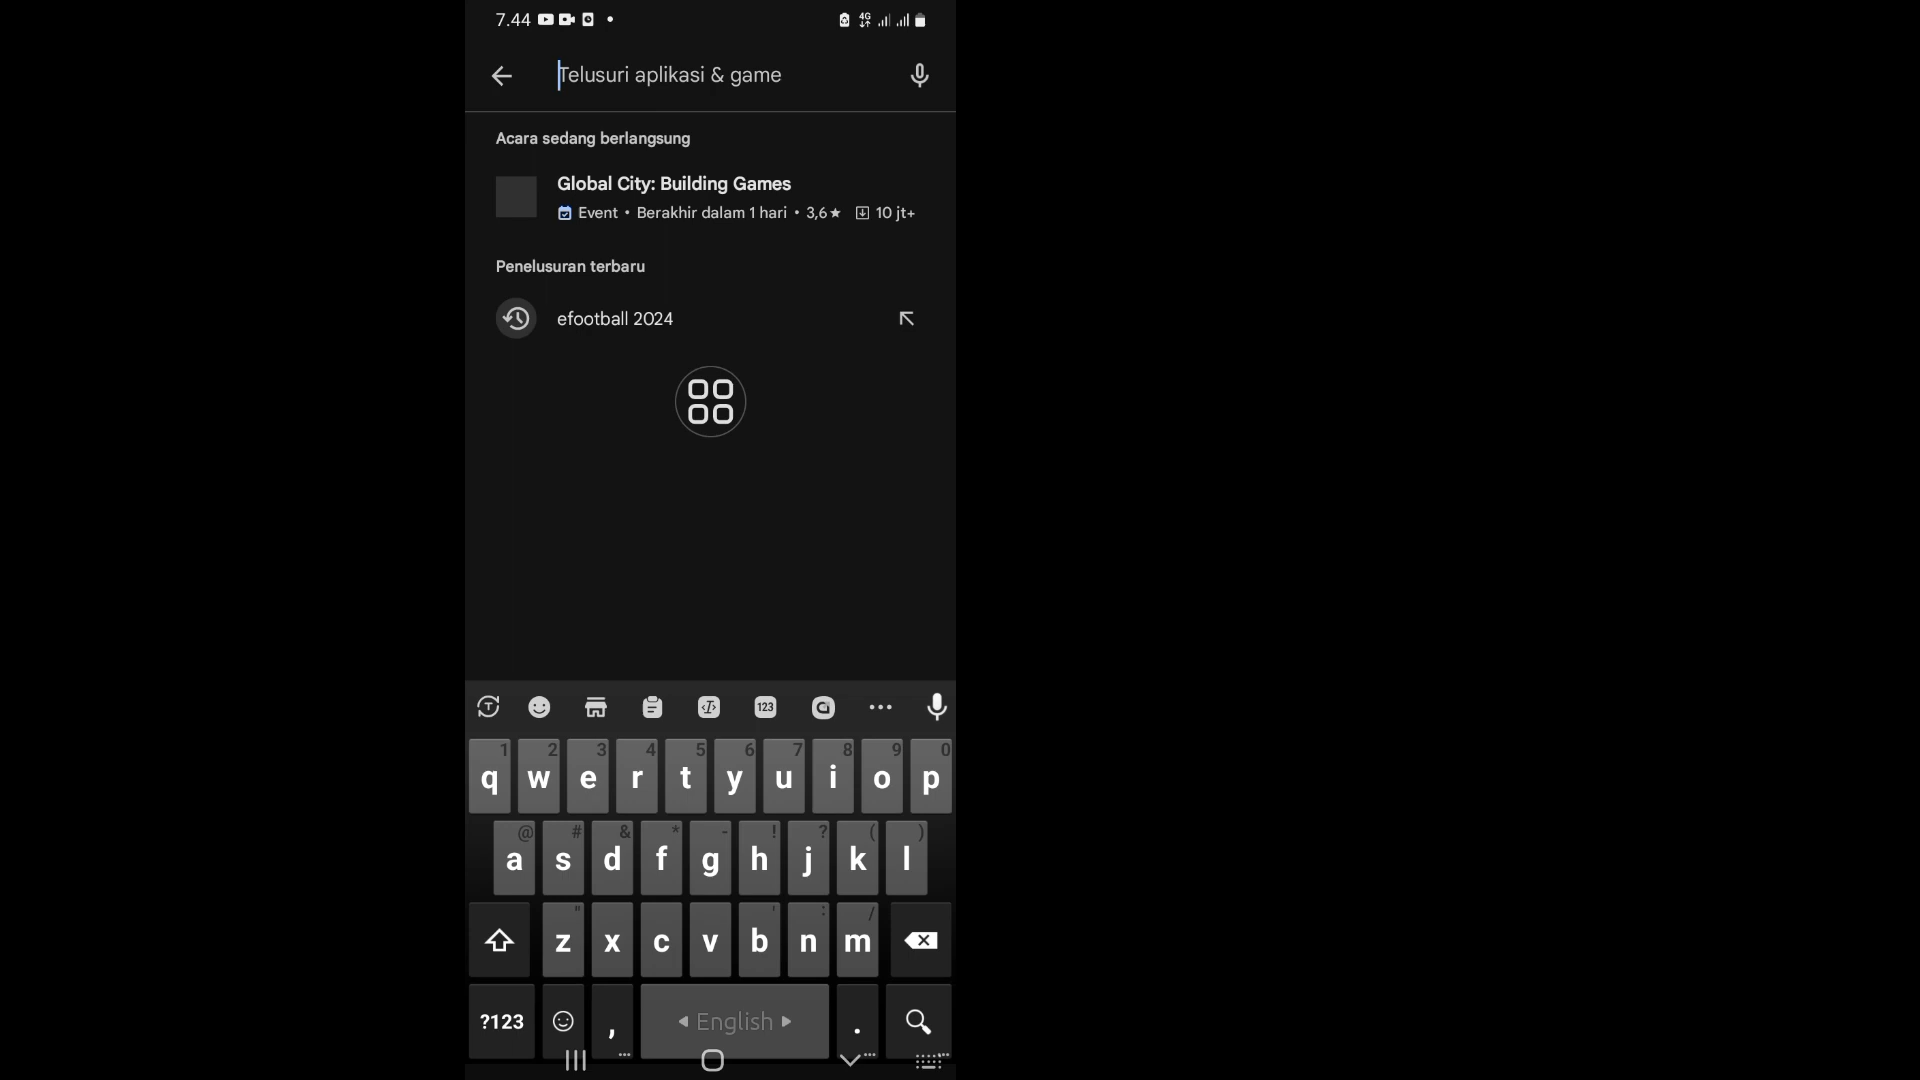 7.44 4G
Telusuri aplikasi & game
Acara sedang berlangsung
Global City: Building Games
Event • Berakhir dalam 1 hari • 3,6★ 10 jt+
Penelusuran terbaru
efootball 2024
T I 123
1 2 3 4 5 6 7 8 9 0
q w e r t y u i o p
@ # & * - ! ? ( )
a s d f g h j k l
" ' : /
z x c v b n m
?123 , English .